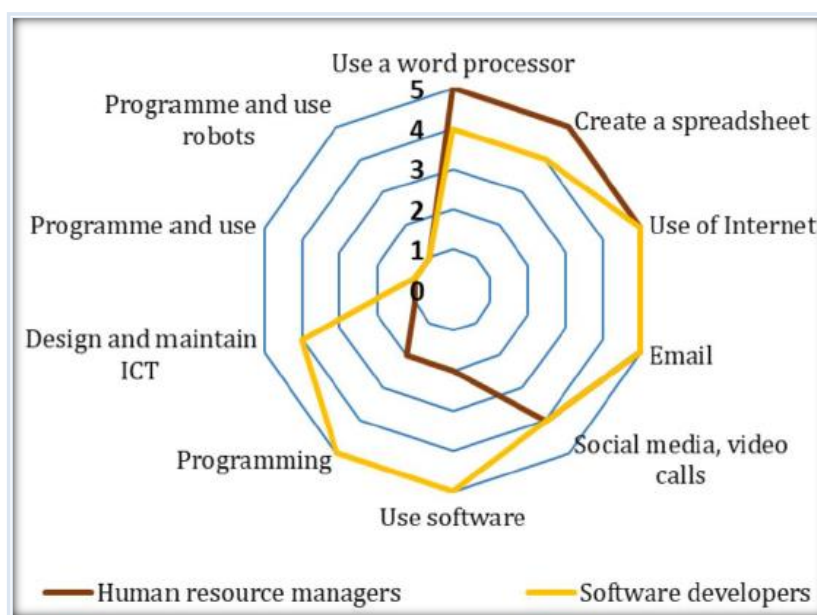 Use a word processor
Programme and use
robots
Create a spreadsheet
5
4
3
2
1
0
Programme and use
Use of Internet
Design and maintain
ICT
Email
Programming
Social media, video
calls
Use software
Human resource managers
Software developers